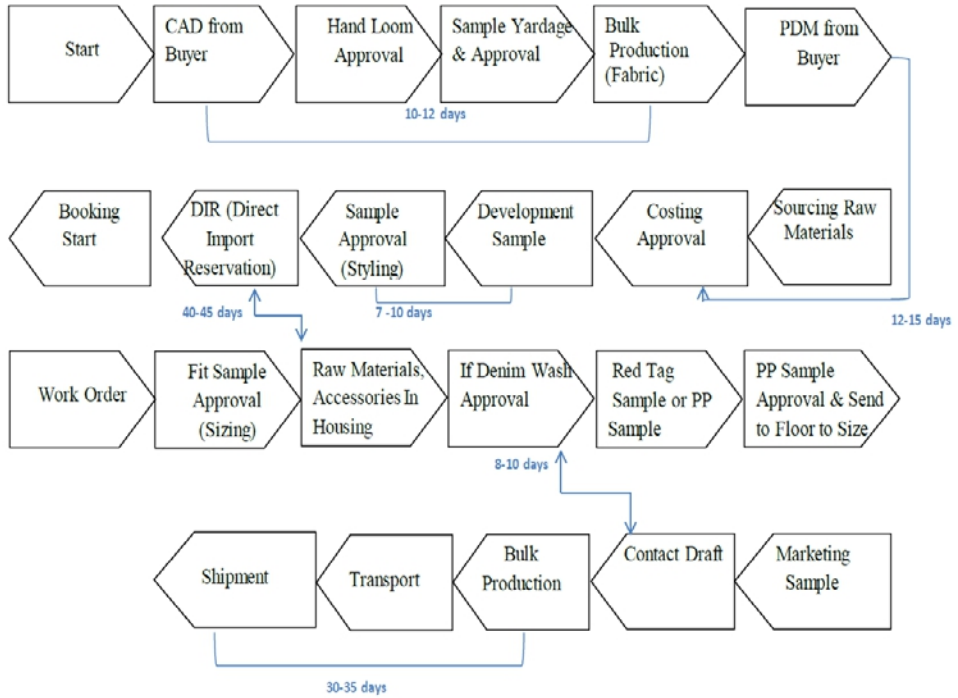 Start
CAD from
Buyer
Hand Loom
Approval
Sample Yardage
& Approval
Bulk
Production
(Fabric)
PDM from
Buyer
10-12 days
Booking
Start
DIR (Direct
Import
Reservation)
Sample
Approval
(Styling)
Development
Sample
Costing
Approval
Sourcing Raw
Materials
40-45 days
7 -10 days
12-15 days
Work Order
Fit Sample
Approval
(Sizing)
Raw Materials,
Accessories In
Housing
If Denim Wash
Approval
Red Tag
Sample or PP
Sample
PP Sample
Approval & Send
to Floor to Size
8-10 days
Shipment
Transport
Bulk
Production
Contact Draft
Marketing
Sample
30-35 days